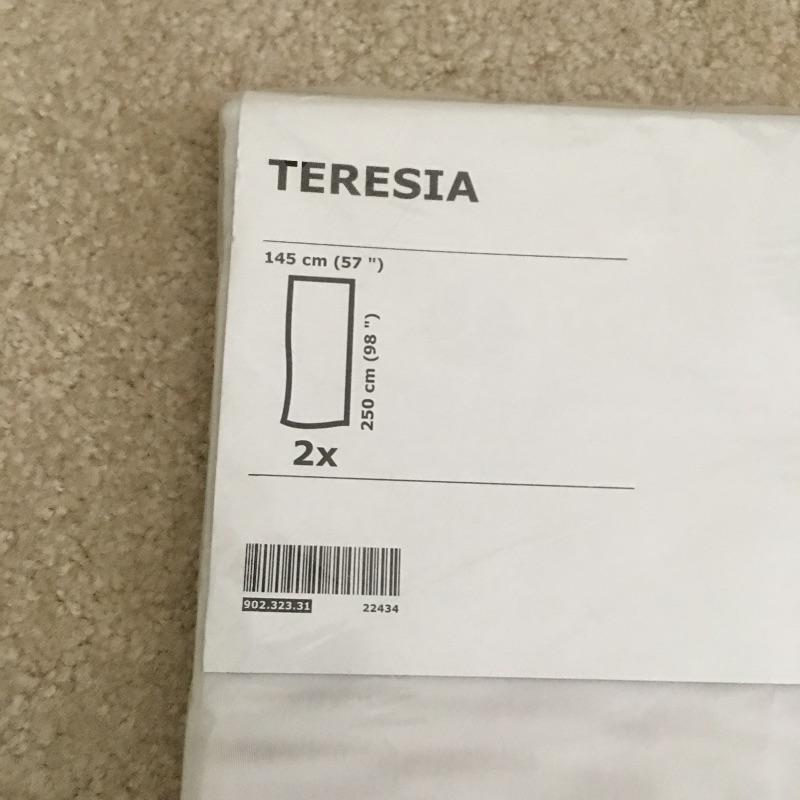 TERESIA
145 cm (57 ")
250 cm (98 ")
2x
902.323.31 22434